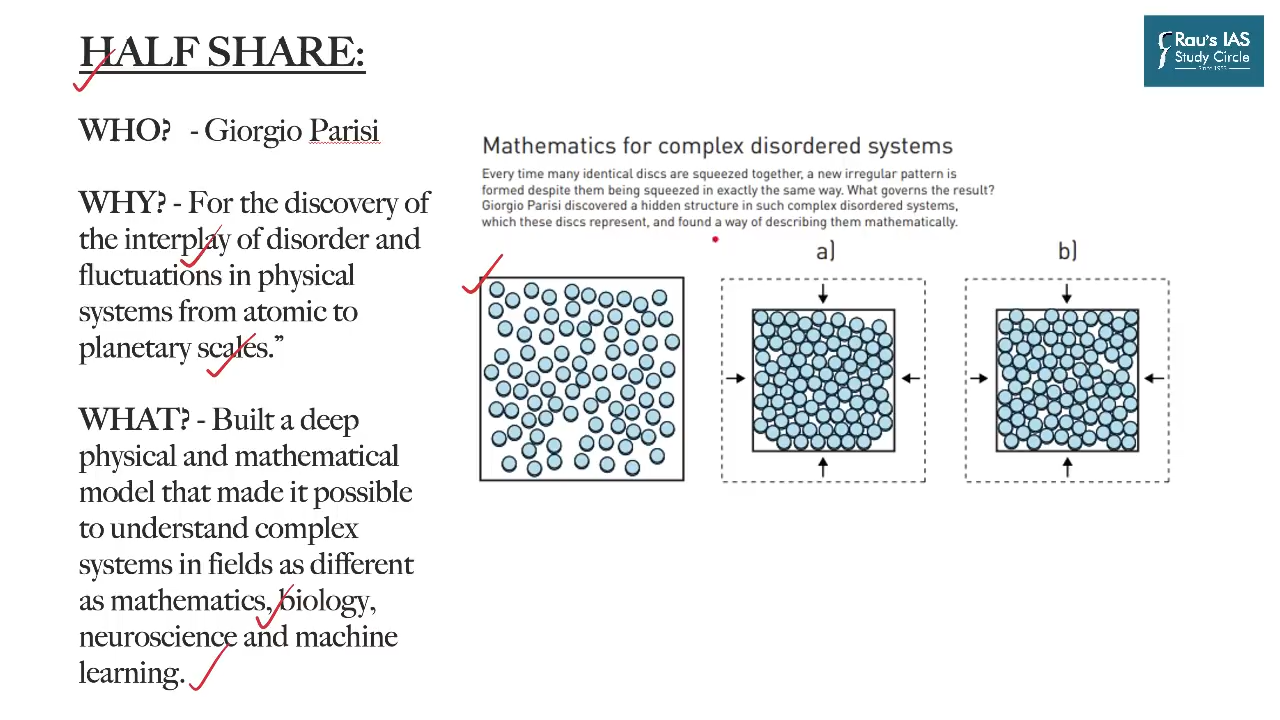 HALF SHARE:
Rau's IAS
Study Circle
WHO? - Giorgio Parisi
WHY? - For the discovery of
the interplay of disorder and
fluctuations in physical
systems from atomic to
planetary scales.”
WHAT? - Built a deep
physical and mathematical
model that made it possible
to understand complex
systems in fields as different
as mathematics, biology,
neuroscience and machine
learning.
Mathematics for complex disordered systems
Every time many identical discs are squeezed together, a new irregular pattern is
formed despite them being squeezed in exactly the same way. What governs the result?
Giorgio Parisi discovered a hidden structure in such complex disordered systems,
which these discs represent, and found a way of describing them mathematically.
a)
b)